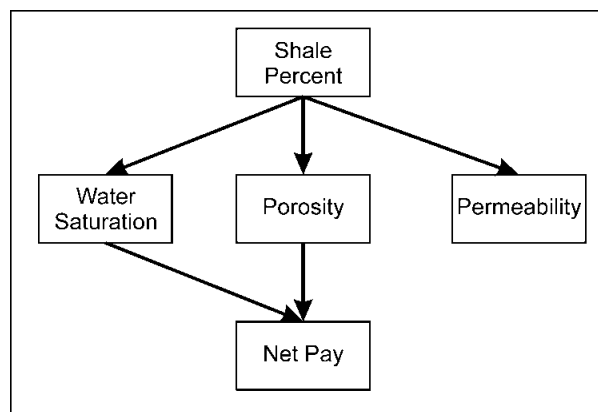 Shale
Percent
Water
Saturation
Porosity
Permeability
Net Pay